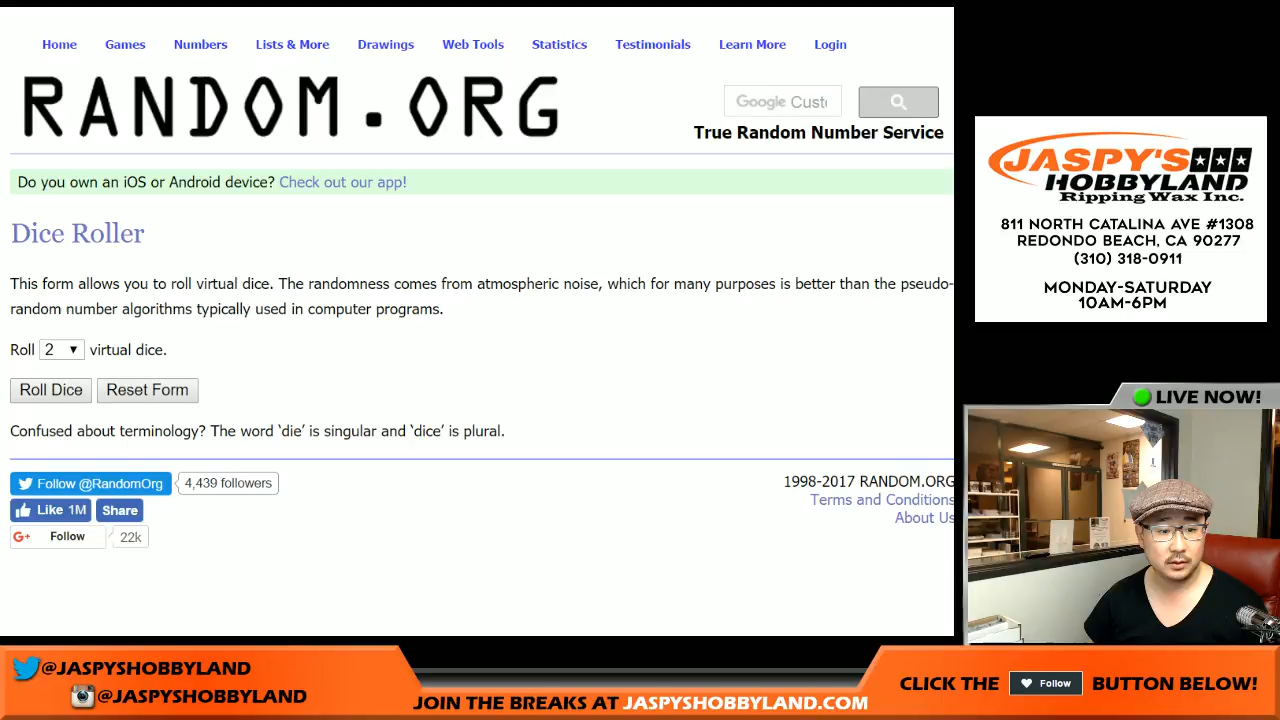 Home Games Numbers Lists & More Drawings Web Tools Statistics Testimonials Learn More Login
RANDOM.ORG
Google Custo
True Random Number Service
Do you own an iOS or Android device? Check out our app!
Dice Roller
This form allows you to roll virtual dice. The randomness comes from atmospheric noise, which for many purposes is better than the pseudo-
random number algorithms typically used in computer programs.
Roll 2 virtual dice.
Roll Dice Reset Form
Confused about terminology? The word ‘die’ is singular and ‘dice’ is plural.
Follow @RandomOrg 4,439 followers
Like 1M Share
G+ Follow 22k
1998-2017 RANDOM.ORG
Terms and Conditions
About Us
JASPY'S
HOBBYLAND
Ripping Wax Inc.
811 NORTH CATALINA AVE #1308
REDONDO BEACH, CA 90277
(310) 318-0911
MONDAY-SATURDAY
10AM-6PM
LIVE NOW!
@JASPYSHOBBYLAND
@JASPYSHOBBYLAND
JOIN THE BREAKS AT JASPYSHOBBYLAND.COM
CLICK THE Follow BUTTON BELOW!